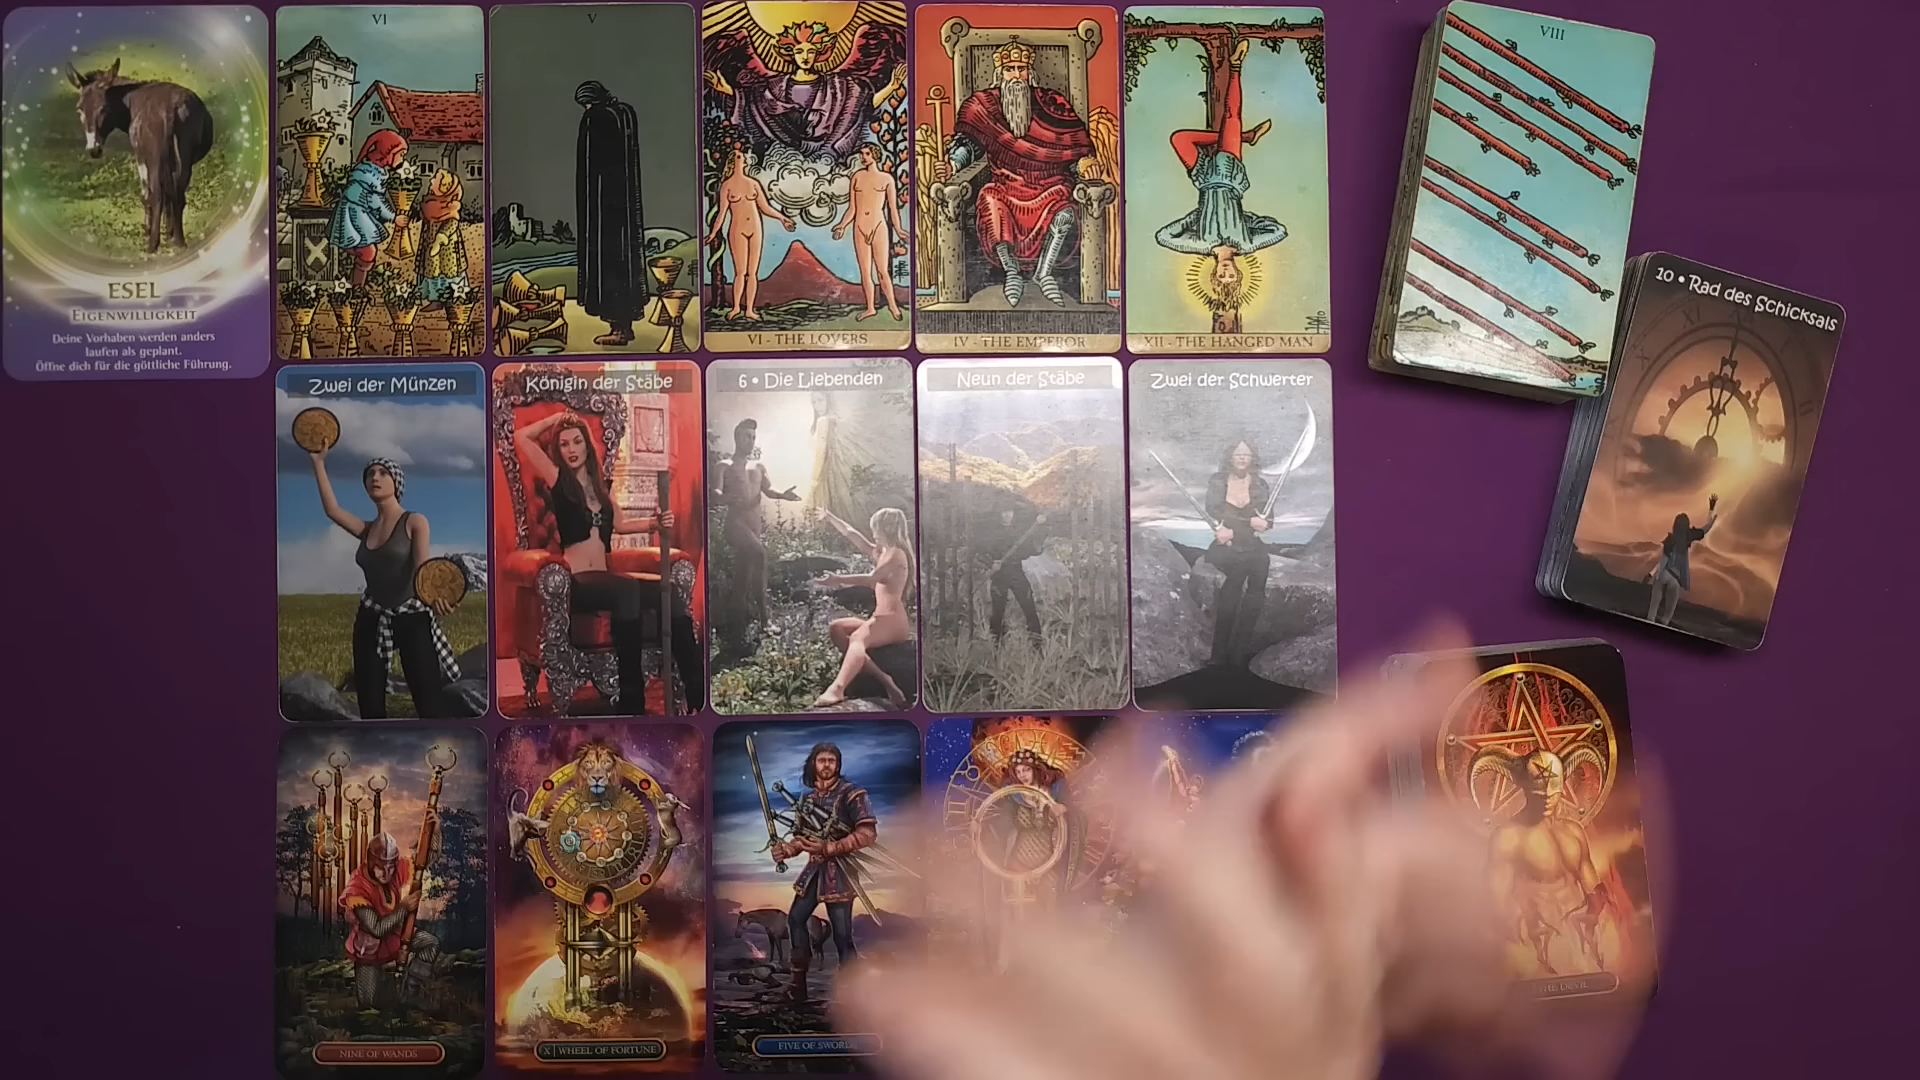 ESEL
EIGENWILLIGKEIT
Deine Vorhaben werden anders
laufen als geplant.
Öffne dich für die göttliche Führung.
VI
V
VI - THE LOVERS
IV - THE EMPEROR
XII - THE HANGED MAN
VIII
10 • Rad des Schicksals
Zwei der Münzen
Königin der Stäbe
6 • Die Liebenden
Neun der Stäbe
Zwei der Schwerter
NINE OF WANDS
X | WHEEL OF FORTUNE
FIVE OF SWORDS
THE DEVIL